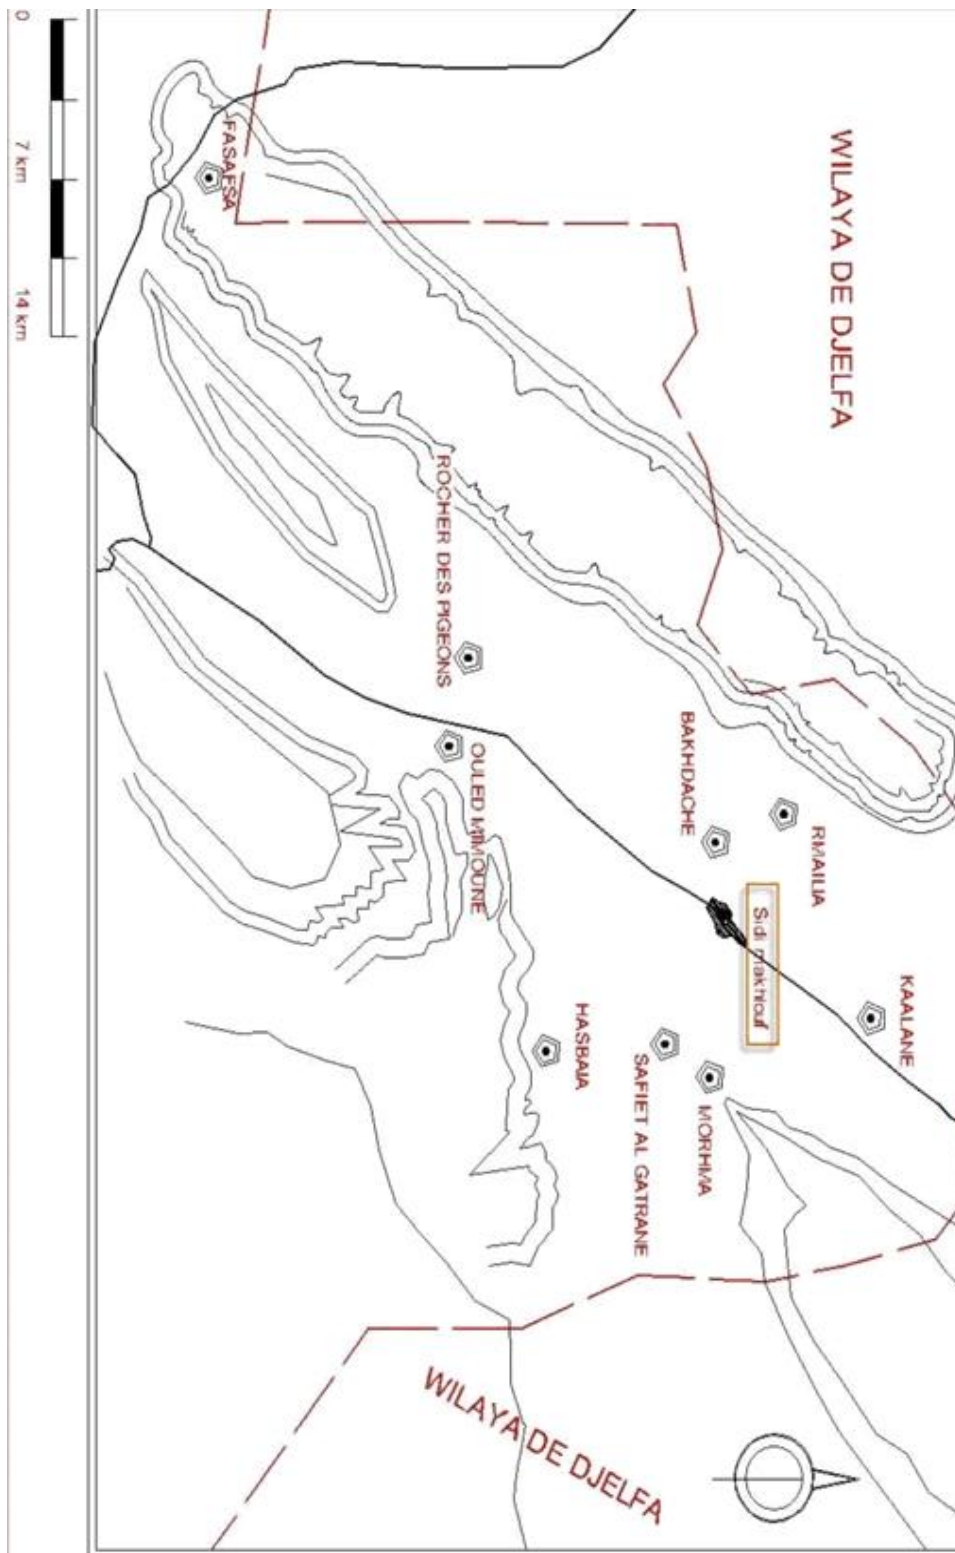 WILAYA DE DJELFA
FASAFSA
ROCHER DES PIGEONS
OULED MIMOUNE
BAKHDACHE
RMAILIA
Sidi makhlouf
KAALANE
HASBAIA
SAFIET AL GATRANE
MORHMA
WILAYA DE DJELFA
0
7 km
14 km